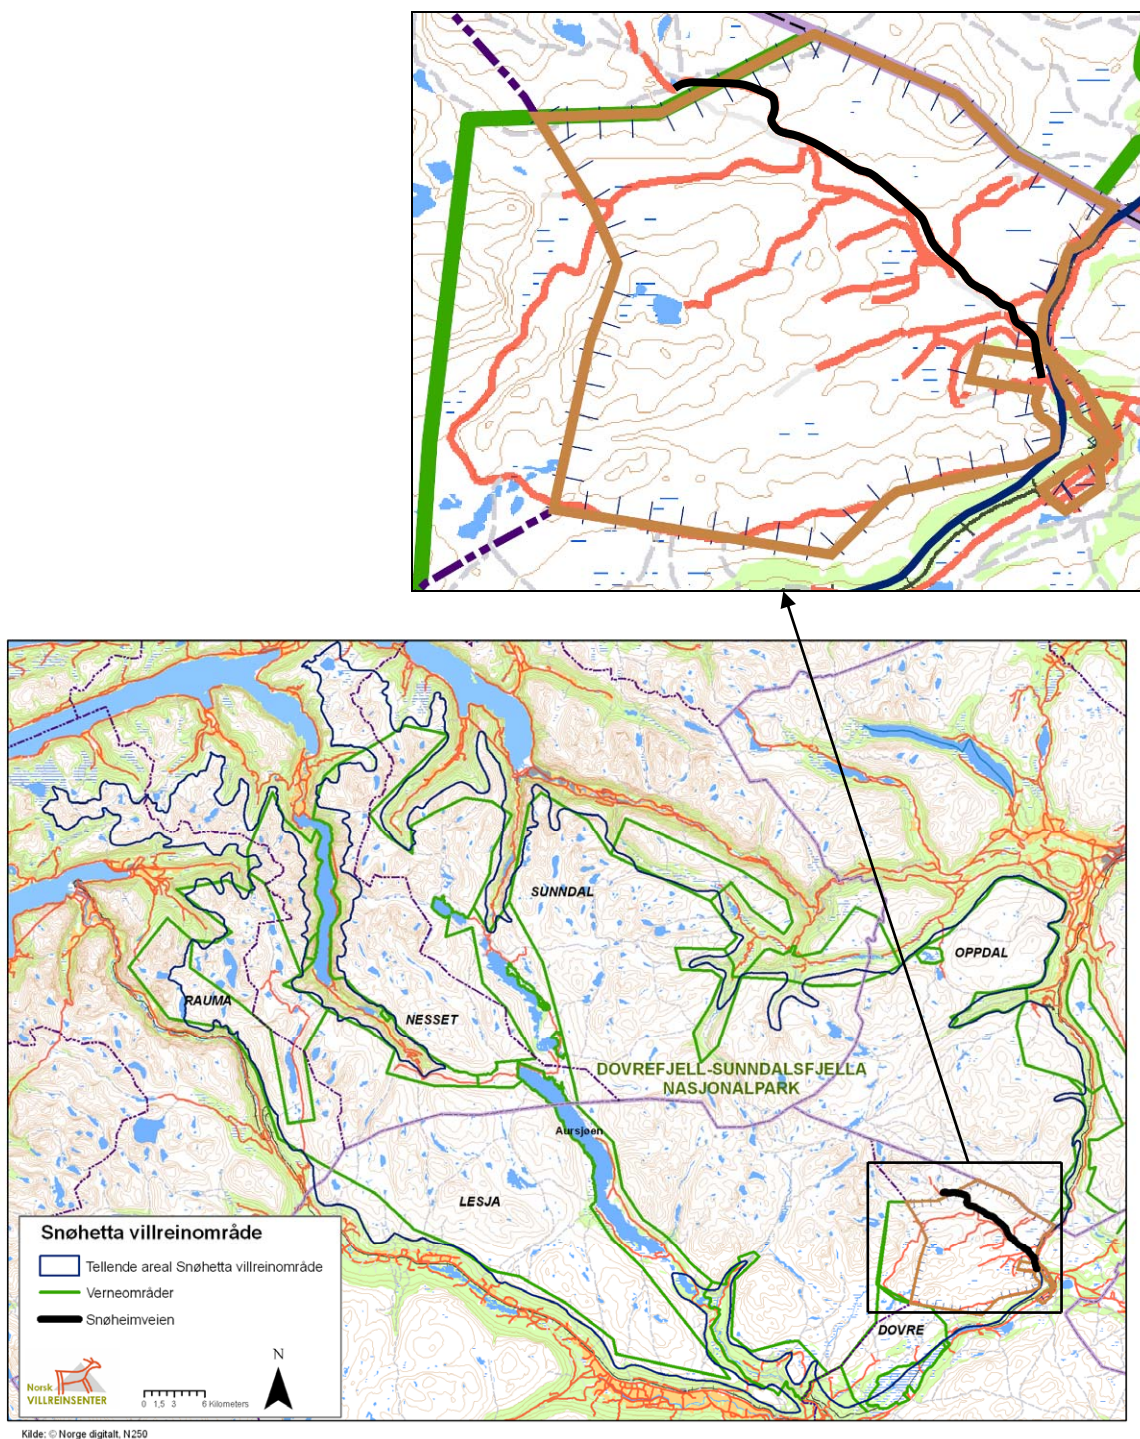 SUNNDAL
OPPDAL
RAUMA
NESSET
DOVREFJELL-SUNNDALSFJELLA
NASJONALPARK
Aursjøen
LESJA
DOVRE
Snøhetta villreinområde
Tellende areal Snøhetta villreinområde
Verneområder
Snøheimveien
Norsk
VILLREINSENTER
0 1,5 3 6 Kilometers
N
Kilde: © Norge digitalt, N250